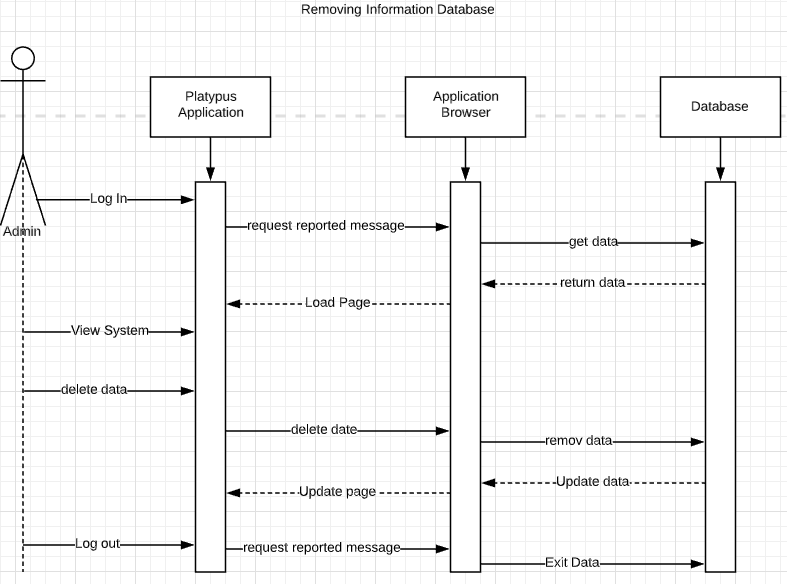 Removing Information Database
Platypus
Application
Application
Browser
Database
Log In
request reported message
Admin
get data
return data
Load Page
View System
delete data
delete date
remov data
Update data
Update page
Log out
request reported message
Exit Data